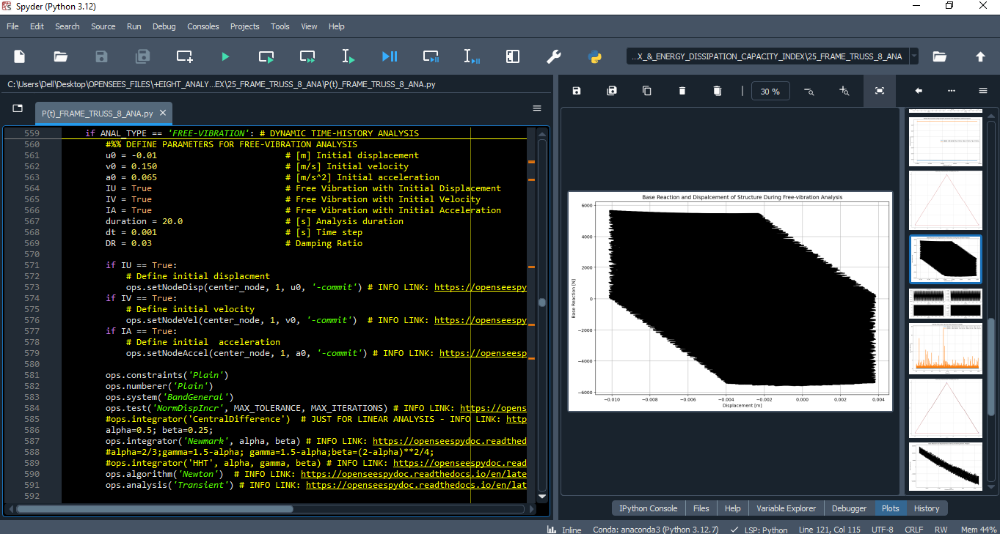 Spyder (Python 3.12)
File Edit Search Source Run Debug Consoles Projects Tools View Help
...X_&_ENERGY_DISSIPATION_CAPACITY_INDEX\25_FRAME_TRUSS_8_ANA
C:\Users\Dell\Desktop\OPENSEES_FILES\+EIGHT_ANALY...EX\25_FRAME_TRUSS_8_ANA\P(t)_FRAME_TRUSS_8_ANA.py
P(t)_FRAME_TRUSS_8_ANA.py
559 if ANAL_TYPE == 'FREE-VIBRATION': # DYNAMIC TIME-HISTORY ANALYSIS
560 #%% DEFINE PARAMETERS FOR FREE-VIBRATION ANALYSIS
561 u0 = -0.01 # [m] Initial displacement
562 v0 = 0.150 # [m/s] Initial velocity
563 a0 = 0.065 # [m/s^2] Initial acceleration
564 IU = True # Free Vibration with Initial Displacement
565 IV = True # Free Vibration with Initial Velocity
566 IA = True # Free Vibration with Initial Acceleration
567 duration = 20.0 # [s] Analysis duration
568 dt = 0.001 # [s] Time step
569 DR = 0.03 # Damping Ratio
570
571 if IU == True:
572 # Define initial displacment
573 ops.setNodeDisp(center_node, 1, u0, '-commit') # INFO LINK: https://openseespy
574 if IV == True:
575 # Define initial velocity
576 ops.setNodeVel(center_node, 1, v0, '-commit') # INFO LINK: https://openseespy
577 if IA == True:
578 # Define initial acceleration
579 ops.setNodeAccel(center_node, 1, a0, '-commit') # INFO LINK: https://openseesp
580
581 ops.constraints('Plain')
582 ops.numberer('Plain')
583 ops.system('BandGeneral')
584 ops.test('NormDispIncr', MAX_TOLERANCE, MAX_ITERATIONS) # INFO LINK: https://opens
585 #ops.integrator('CentralDifference') # JUST FOR LINEAR ANALYSIS - INFO LINK: http
586 alpha=0.5; beta=0.25;
587 ops.integrator('Newmark', alpha, beta) # INFO LINK: https://openseespydoc.readthed
588 #alpha=2/3;gamma=1.5-alpha; gamma=1.5-alpha;beta=(2-alpha)**2/4;
589 #ops.integrator('HHT', alpha, gamma, beta) # INFO LINK: https://openseespydoc.read
590 ops.algorithm('Newton') # INFO LINK: https://openseespydoc.readthedocs.io/en/late
591 ops.analysis('Transient') # INFO LINK: https://openseespydoc.readthedocs.io/en/lat
592
30 %
Base Reaction and Dispalcement of Structure During Free-vibration Analysis
Base Reaction [N]
6000
4000
2000
0
−2000
−4000
−6000
−0.010 −0.008 −0.006 −0.004 −0.002 0.000 0.002 0.004
Displacement [m]
IPython Console Files Help Variable Explorer Debugger Plots History
Inline Conda: anaconda3 (Python 3.12.7) LSP: Python Line 121, Col 115 UTF-8 CRLF RW Mem 44%